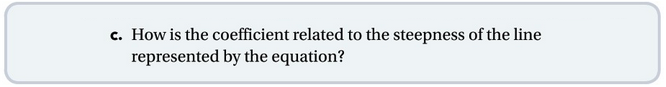 c. How is the coefficient related to the steepness of the line
represented by the equation?